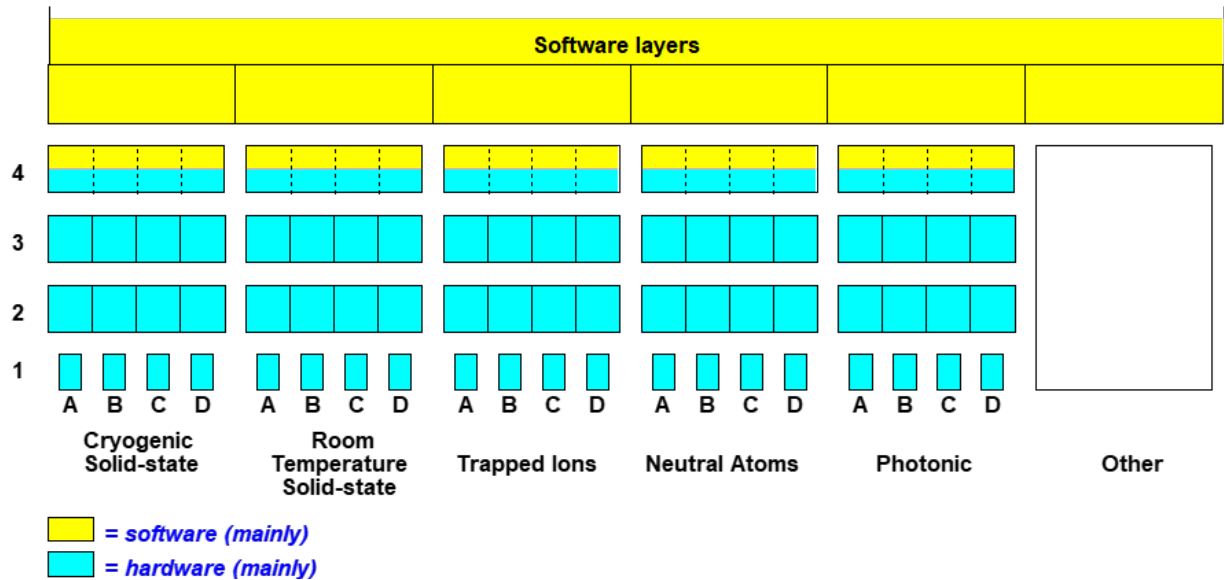 Software layers
4
3
2
1
A B C D A B C D A B C D A B C D A B C D
Cryogenic
Solid-state
Room
Temperature
Solid-state
Trapped Ions
Neutral Atoms
Photonic
Other
= software (mainly)
= hardware (mainly)